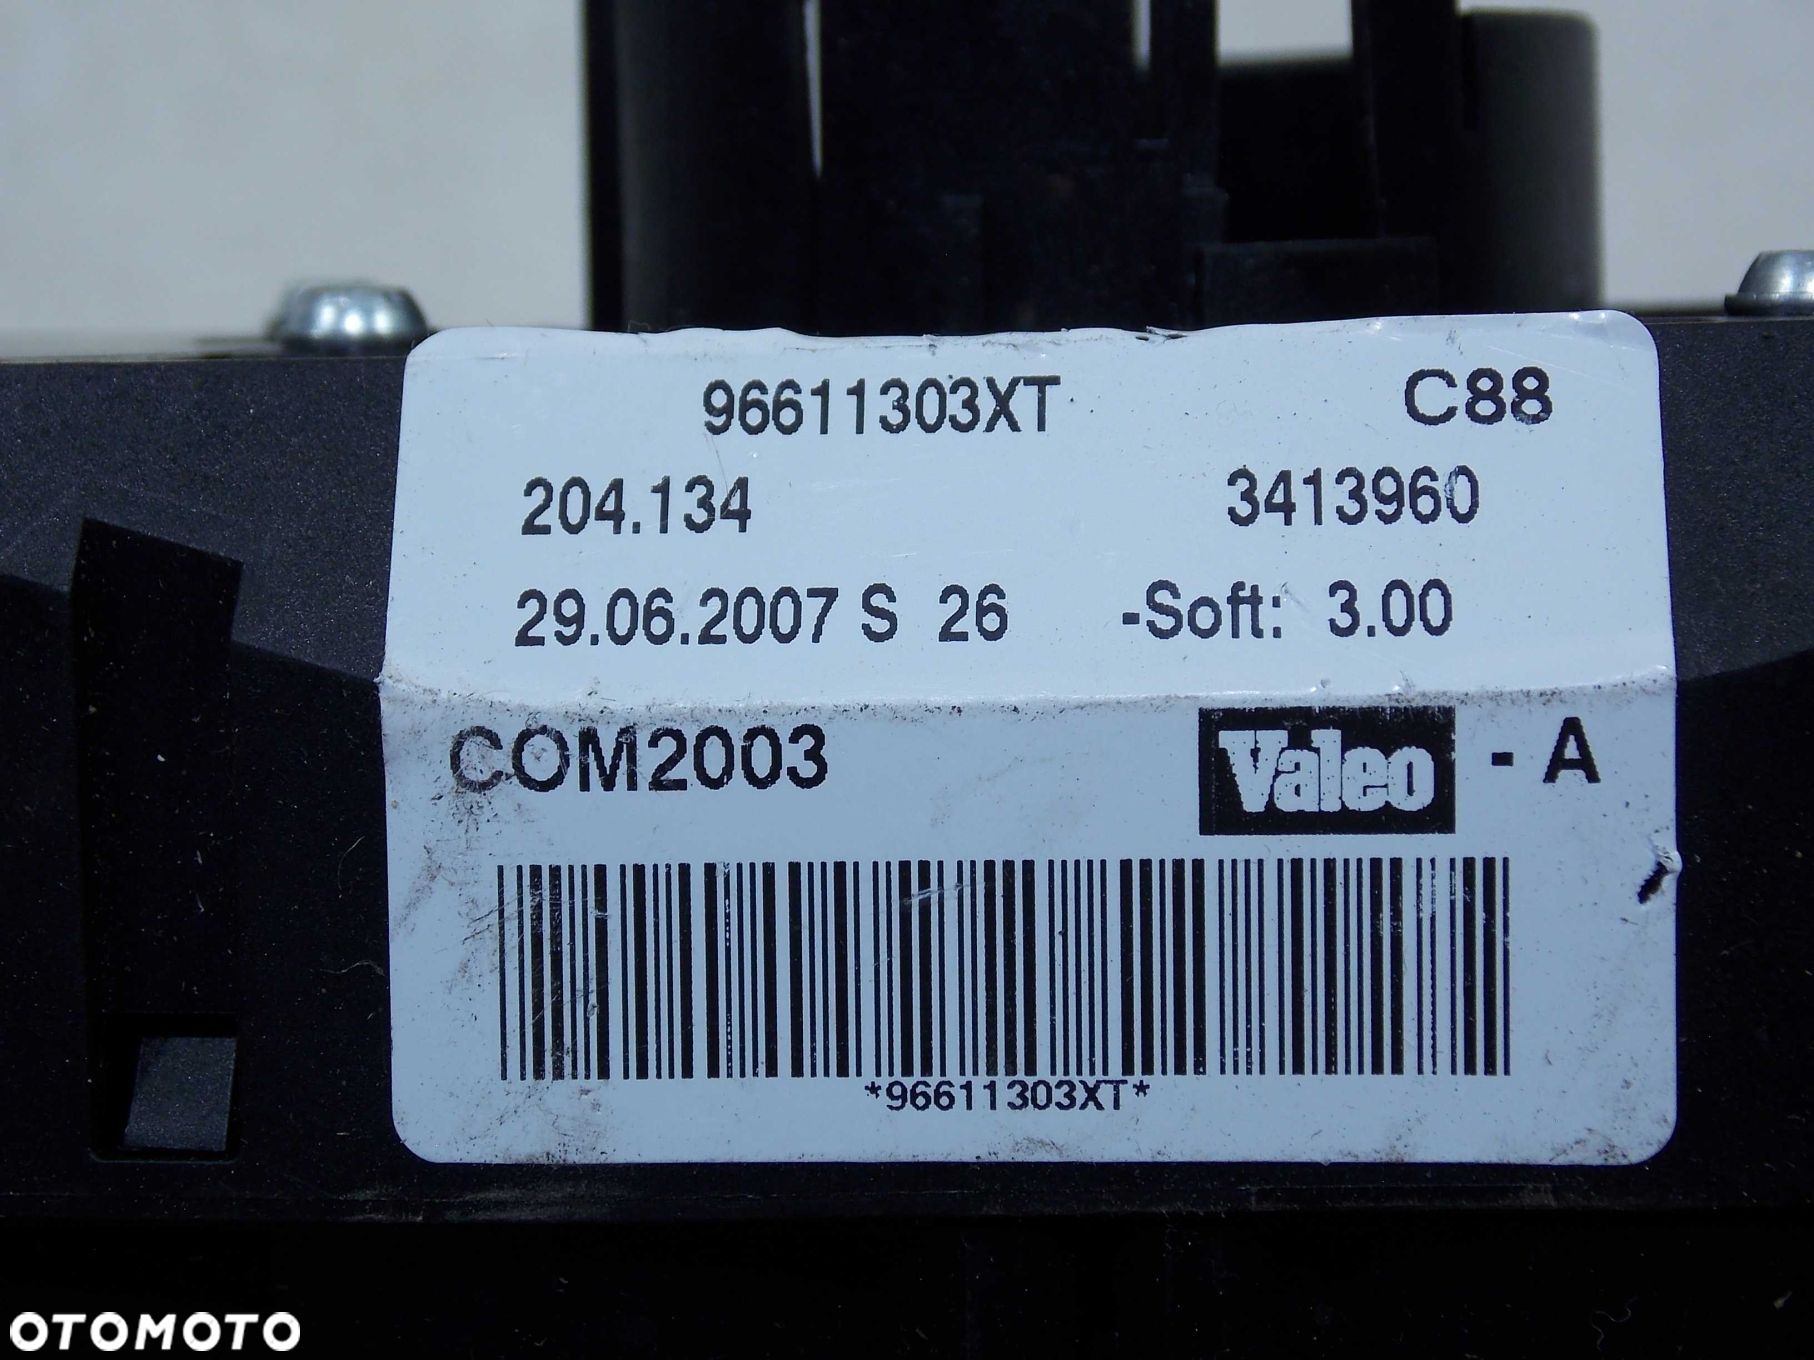 96611303XT C88
204.134 3413960
29.06.2007 S 26 -Soft: 3.00
COM2003 Valeo - A
*96611303XT*
OTOMOTO